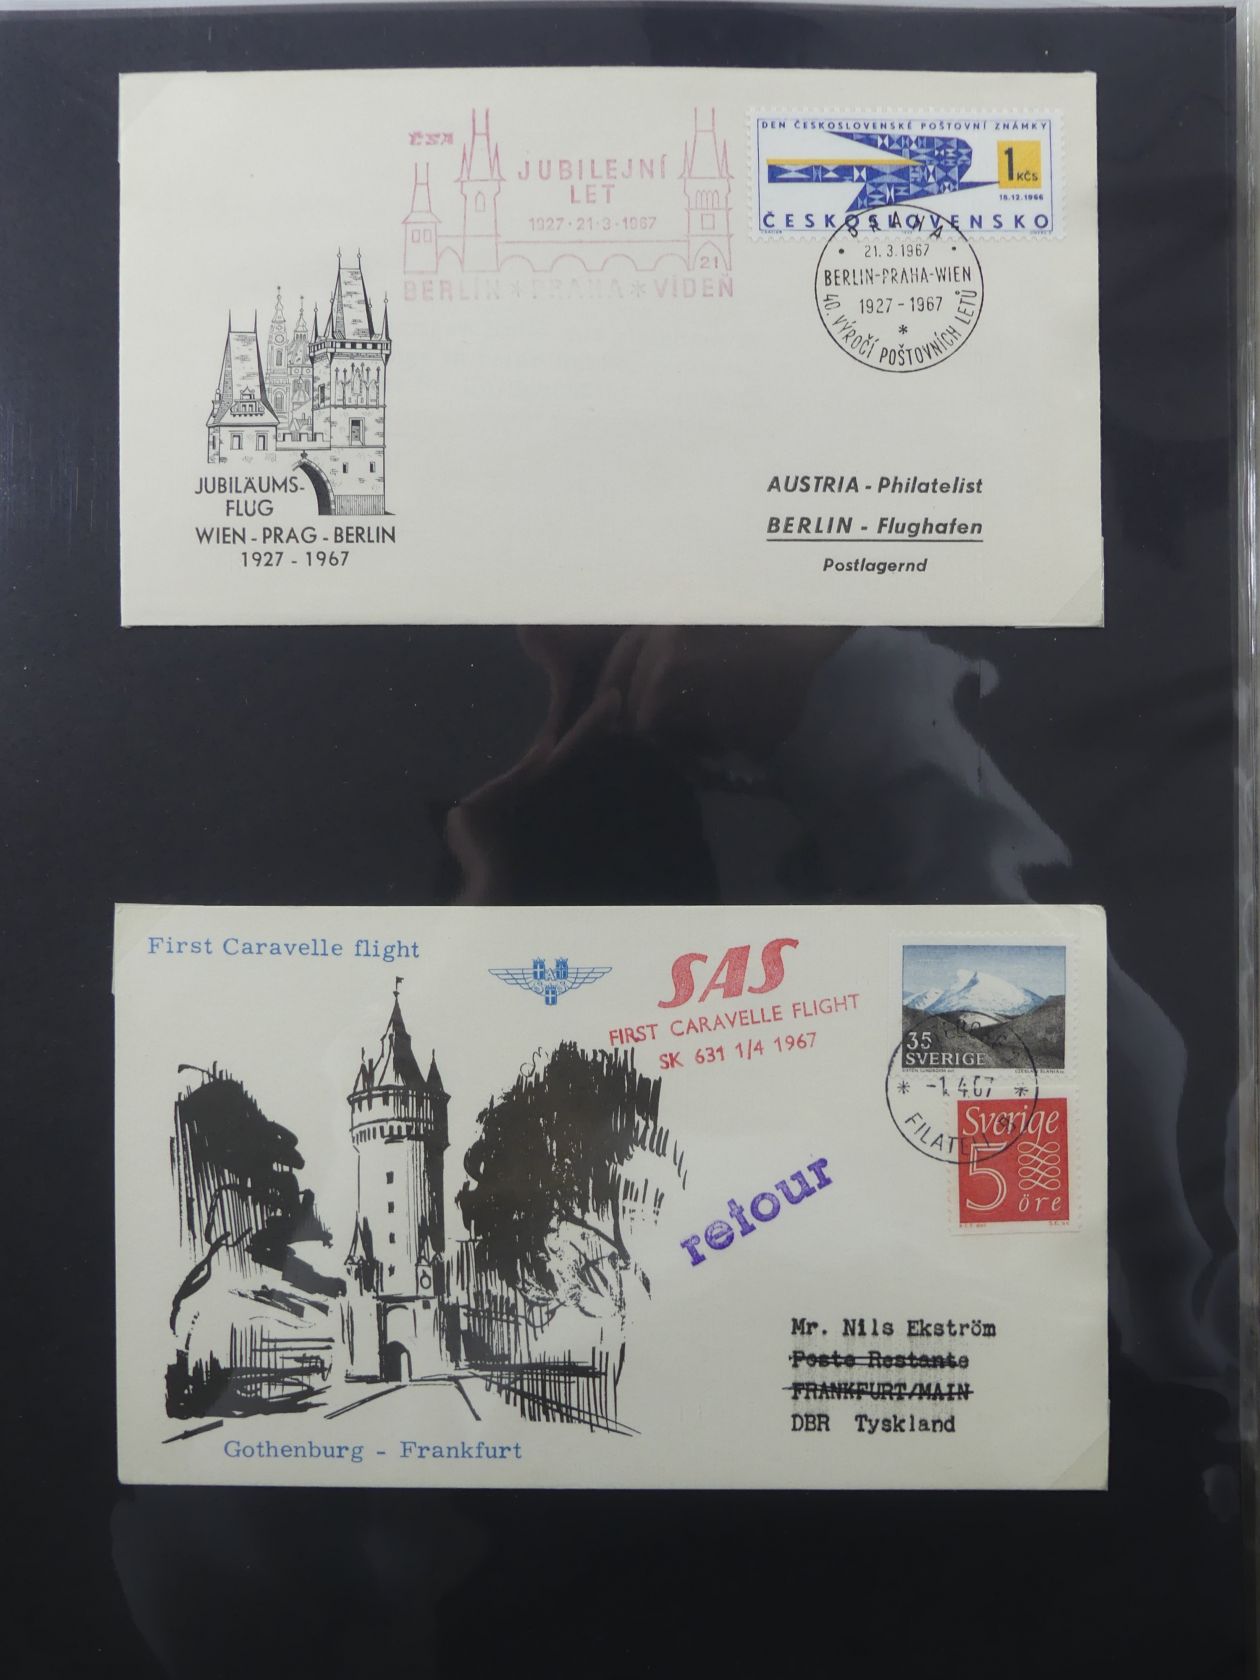 ČSA
JUBILEJNÍ
LET
1927 · 21 · 3 · 1967
21
BERLÍN * PRAHA * VÍDEŇ
DEN ČESKOSLOVENSKÉ POŠTOVNÍ ZNÁMKY
1 KČS
18.12.1966
ČESKOSLOVENSKO
PRAHA
21.3.1967
BERLIN-PRAHA-WIEN
1927 - 1967
*
40. VÝROČÍ POŠTOVNÍCH LETŮ
JUBILÄUMS-
FLUG
WIEN - PRAG - BERLIN
1927 - 1967
AUSTRIA - Philatelist
BERLIN - Flughafen
Postlagernd
First Caravelle flight
SAS
SAS
FIRST CARAVELLE FLIGHT
SK 631 1/4 1967
35
SVERIGE
* -1.4.67 *
Sverige
5
öre
retour
Mr. Nils Ekström
Poste Restante
FRANKFURT/MAIN
DBR Tyskland
Gothenburg - Frankfurt